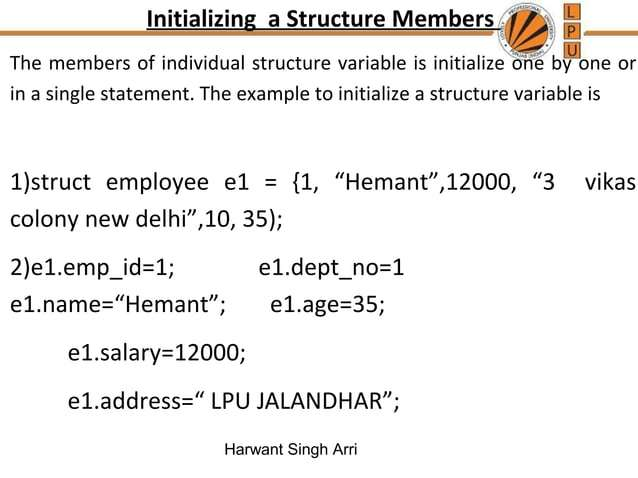 Initializing a Structure Members
L
P
U
The members of individual structure variable is initialize one by one or
in a single statement. The example to initialize a structure variable is
1)struct employee e1 = {1, “Hemant”,12000, “3 vikas
colony new delhi”,10, 35);
2)e1.emp_id=1; e1.dept_no=1
e1.name=“Hemant”; e1.age=35;
e1.salary=12000;
e1.address=“ LPU JALANDHAR”;
Harwant Singh Arri